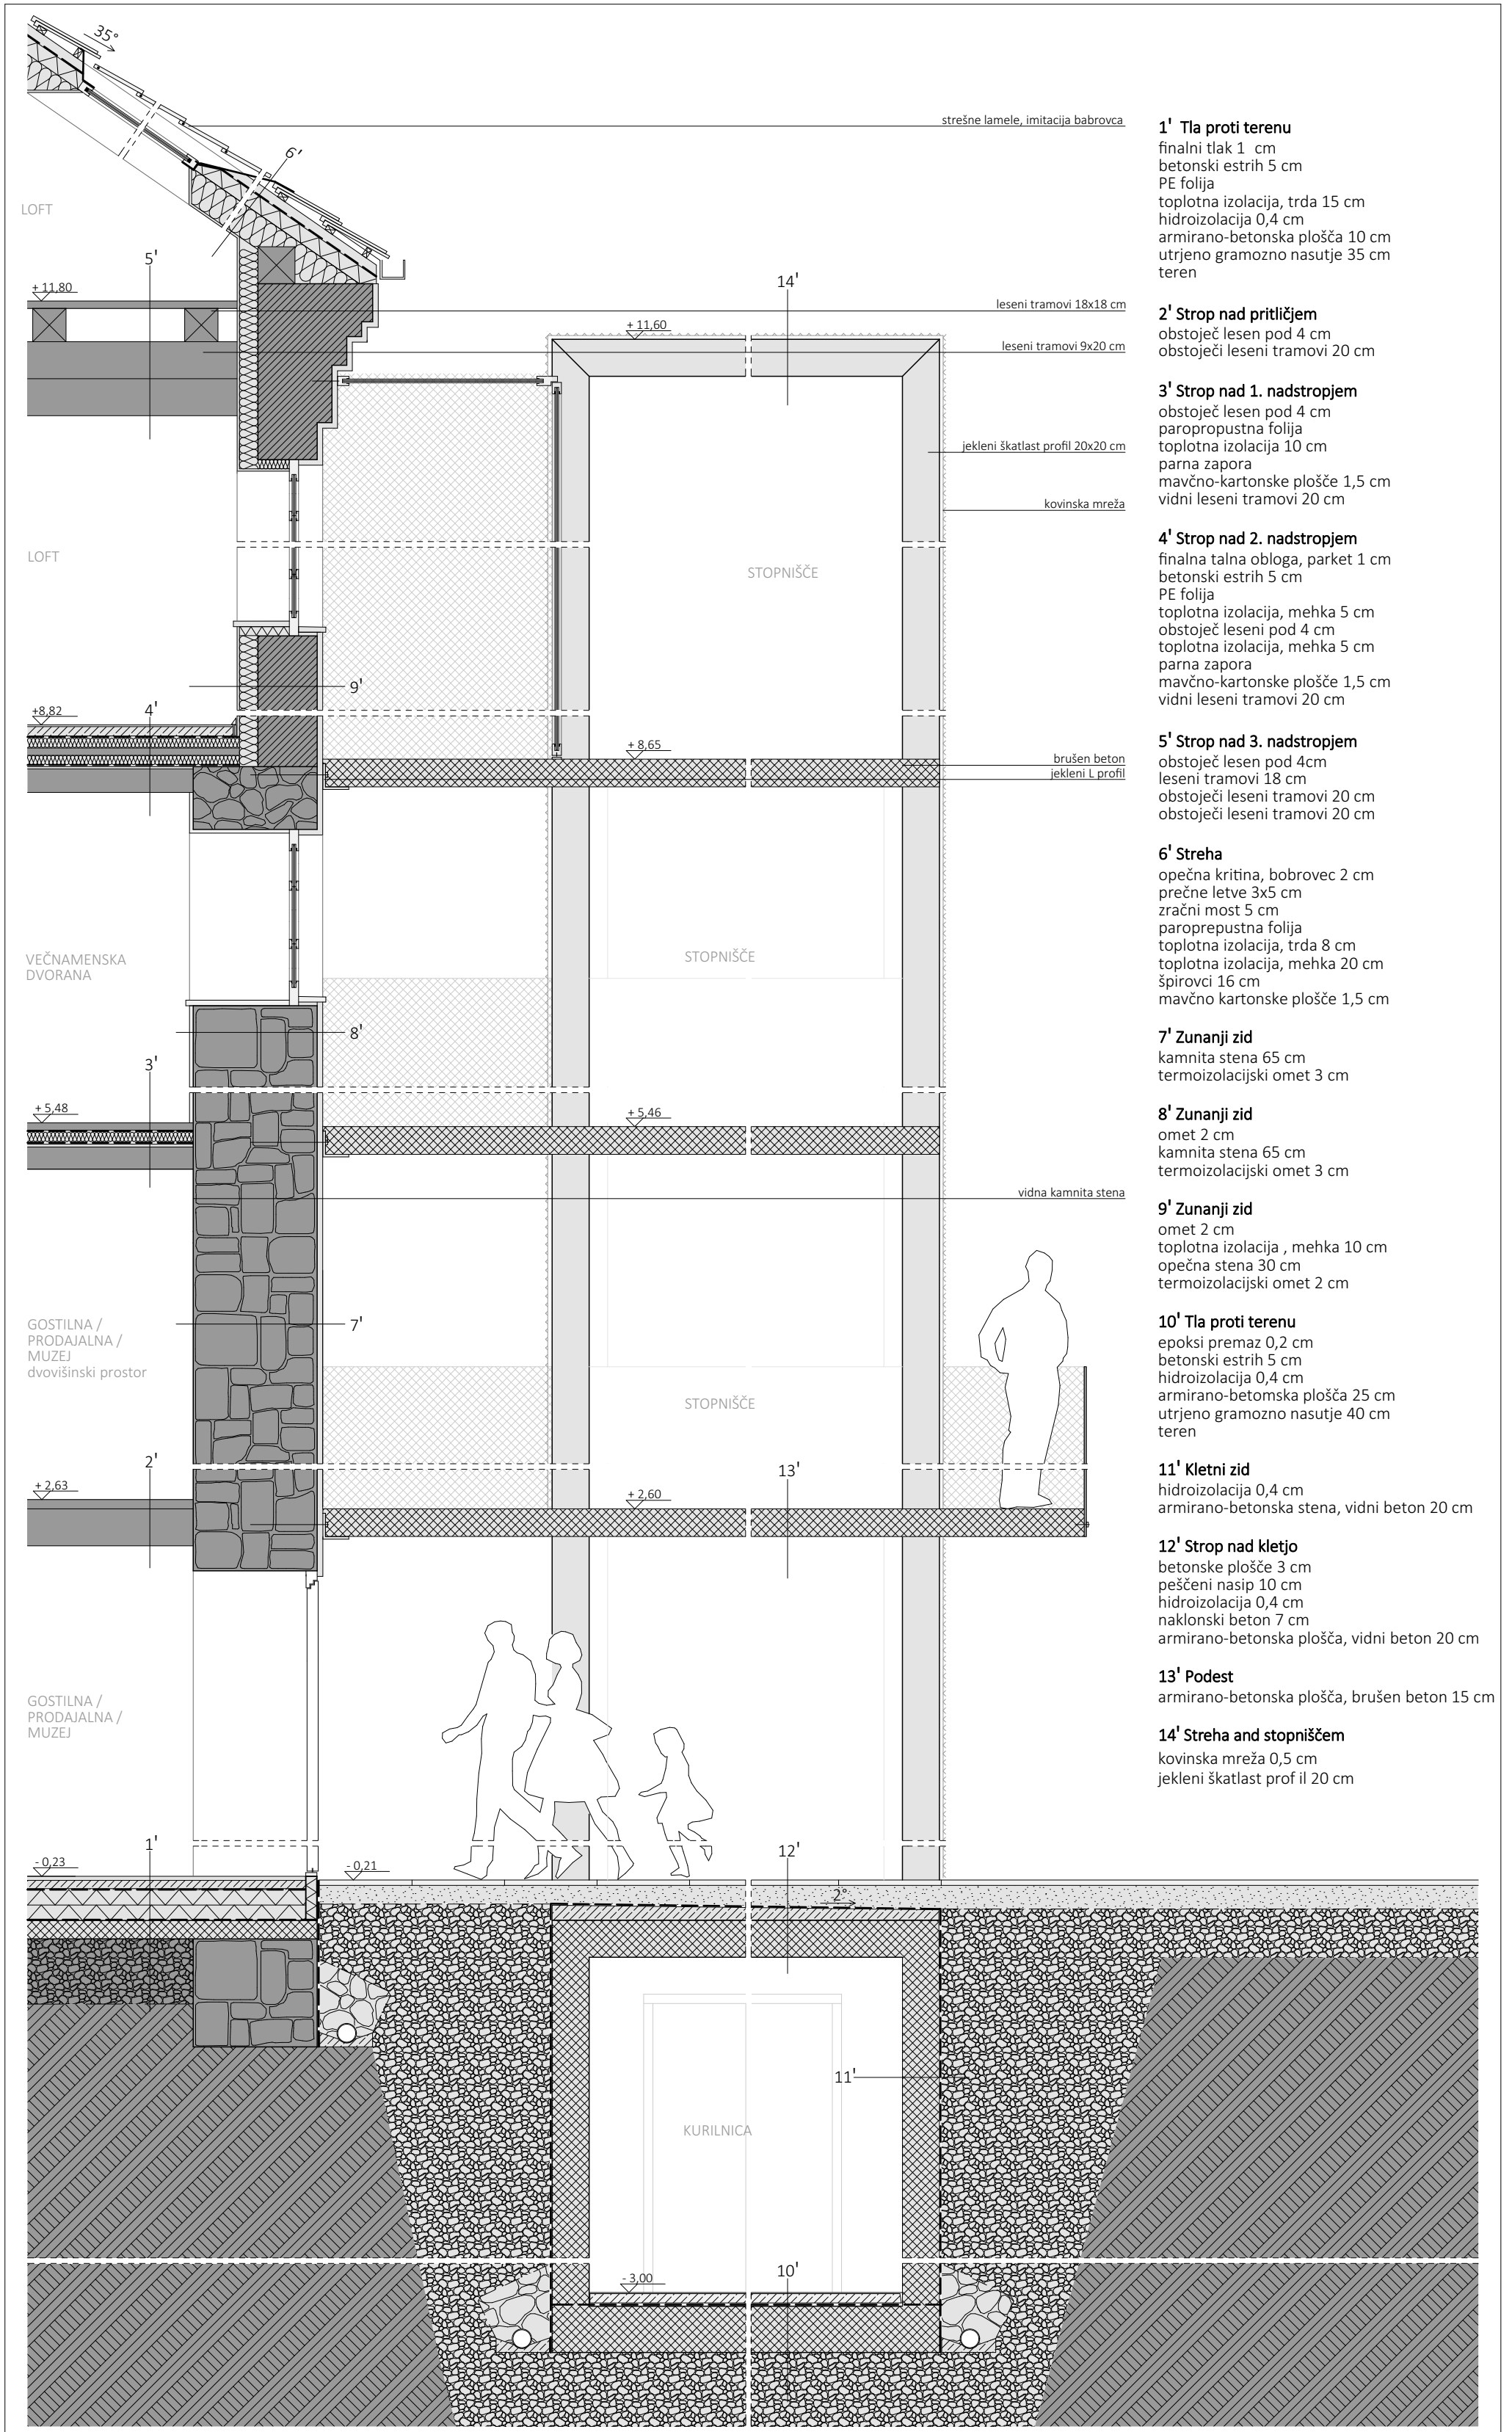 35°
strešne lamele, imitacija babrovca
6'
LOFT
5'
+ 11,80
14'
leseni tramovi 18x18 cm
+ 11,60
leseni tramovi 9x20 cm
jekleni škatlast profil 20x20 cm
kovinska mreža
LOFT
STOPNIŠČE
9'
+8,82
4'
+ 8,65
brušen beton
jekleni L profil
VEČNAMENSKA
DVORANA
STOPNIŠČE
8'
3'
+ 5,48
+ 5,46
vidna kamnita stena
GOSTILNA /
PRODAJALNA /
MUZEJ
dvovišinski prostor
7'
STOPNIŠČE
2'
13'
+ 2,63
+ 2,60
GOSTILNA /
PRODAJALNA /
MUZEJ
1'
12'
- 0,23
- 0,21
2°
11'
KURILNICA
- 3,00
10'
1' Tla proti terenu
finalni tlak 1 cm
betonski estrih 5 cm
PE folija
toplotna izolacija, trda 15 cm
hidroizolacija 0,4 cm
armirano-betonska plošča 10 cm
utrjeno gramozno nasutje 35 cm
teren
2' Strop nad pritličjem
obstoječ lesen pod 4 cm
obstoječi leseni tramovi 20 cm
3' Strop nad 1. nadstropjem
obstoječ lesen pod 4 cm
paropropustna folija
toplotna izolacija 10 cm
parna zapora
mavčno-kartonske plošče 1,5 cm
vidni leseni tramovi 20 cm
4' Strop nad 2. nadstropjem
finalna talna obloga, parket 1 cm
betonski estrih 5 cm
PE folija
toplotna izolacija, mehka 5 cm
obstoječ leseni pod 4 cm
toplotna izolacija, mehka 5 cm
parna zapora
mavčno-kartonske plošče 1,5 cm
vidni leseni tramovi 20 cm
5' Strop nad 3. nadstropjem
obstoječ lesen pod 4cm
leseni tramovi 18 cm
obstoječi leseni tramovi 20 cm
obstoječi leseni tramovi 20 cm
6' Streha
opečna kritina, bobrovec 2 cm
prečne letve 3x5 cm
zračni most 5 cm
paroprepustna folija
toplotna izolacija, trda 8 cm
toplotna izolacija, mehka 20 cm
špirovci 16 cm
mavčno kartonske plošče 1,5 cm
7' Zunanji zid
kamnita stena 65 cm
termoizolacijski omet 3 cm
8' Zunanji zid
omet 2 cm
kamnita stena 65 cm
termoizolacijski omet 3 cm
9' Zunanji zid
omet 2 cm
toplotna izolacija , mehka 10 cm
opečna stena 30 cm
termoizolacijski omet 2 cm
10' Tla proti terenu
epoksi premaz 0,2 cm
betonski estrih 5 cm
hidroizolacija 0,4 cm
armirano-betomska plošča 25 cm
utrjeno gramozno nasutje 40 cm
teren
11' Kletni zid
hidroizolacija 0,4 cm
armirano-betonska stena, vidni beton 20 cm
12' Strop nad kletjo
betonske plošče 3 cm
peščeni nasip 10 cm
hidroizolacija 0,4 cm
naklonski beton 7 cm
armirano-betonska plošča, vidni beton 20 cm
13' Podest
armirano-betonska plošča, brušen beton 15 cm
14' Streha and stopniščem
kovinska mreža 0,5 cm
jekleni škatlast prof il 20 cm